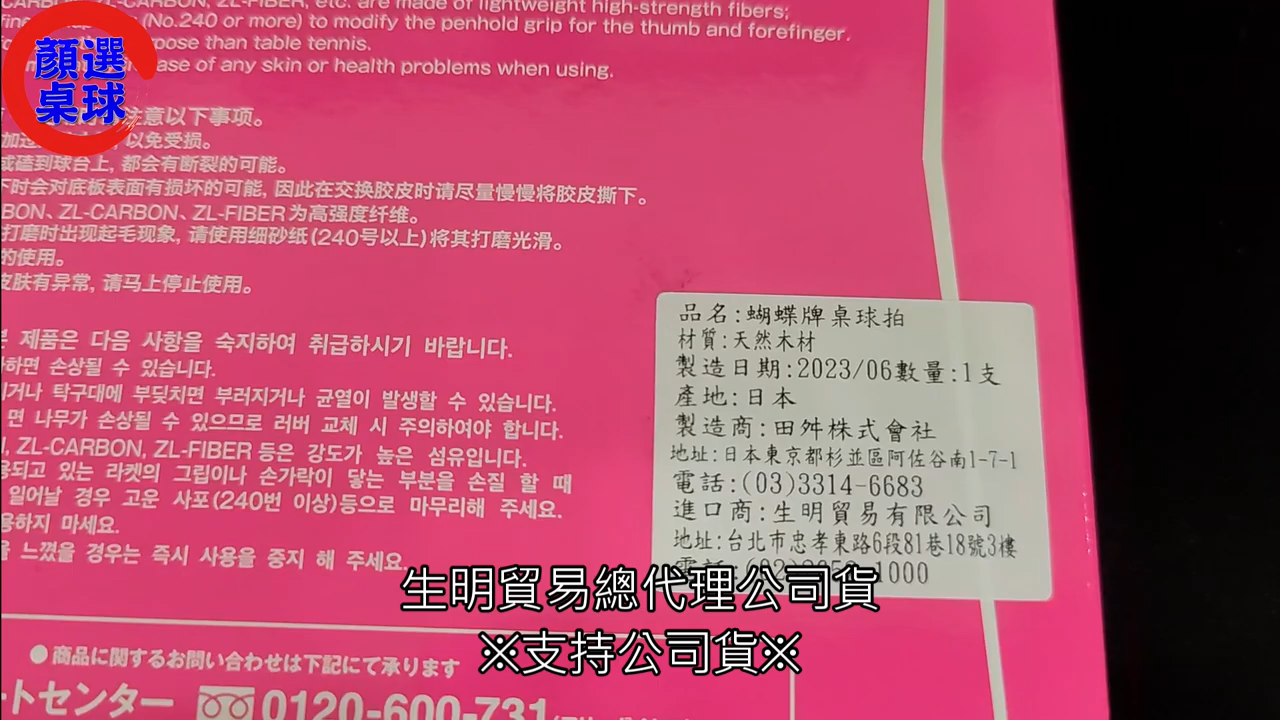 CARBON, ZL-CARBON, ZL-FIBER, etc. are made of lightweight high-strength fibers;
(No.240 or more) to modify the penhold grip for the thumb and forefinger.
than table tennis.
case of any skin or health problems when using.
顏選
桌球
注意以下事项。
以免受损。
或磕到球台上, 都会有断裂的可能。
下时会对底板表面有损坏的可能, 因此在交换胶皮时请尽量慢慢将胶皮撕下。
BON、ZL-CARBON、ZL-FIBER为高强度纤维。
打磨时出现起毛现象, 请使用细砂纸(240号以上)将其打磨光滑。
的使用。
皮肤有异常, 请马上停止使用。
제품은 다음 사항을 숙지하여 취급하시기 바랍니다.
하면 손상될 수 있습니다.
거나 탁구대에 부딪치면 부러지거나 균열이 발생할 수 있습니다.
면 나무가 손상될 수 있으므로 러버 교체 시 주의하여야 합니다.
ZL-CARBON, ZL-FIBER 등은 강도가 높은 섬유입니다.
용되고 있는 라켓의 그립이나 손가락이 닿는 부분을 손질 할 때
일어날 경우 고운 사포(240번 이상)등으로 마무리해 주세요.
용하지 마세요.
을 느꼈을 경우는 즉시 사용을 중지 해 주세요.
品名:蝴蝶牌桌球拍
材質:天然木材
製造日期:2023/06數量:1支
產地:日本
製造商:田舛株式會社
地址:日本東京都杉並區阿佐谷南1-7-1
電話:(03)3314-6683
進口商:生明貿易有限公司
地址:台北市忠孝東路6段81巷18號3樓
1000
生明貿易總代理公司貨
※支持公司貨※
●商品に関するお問い合わせは下記にて承ります
ートセンター 0120-600-731